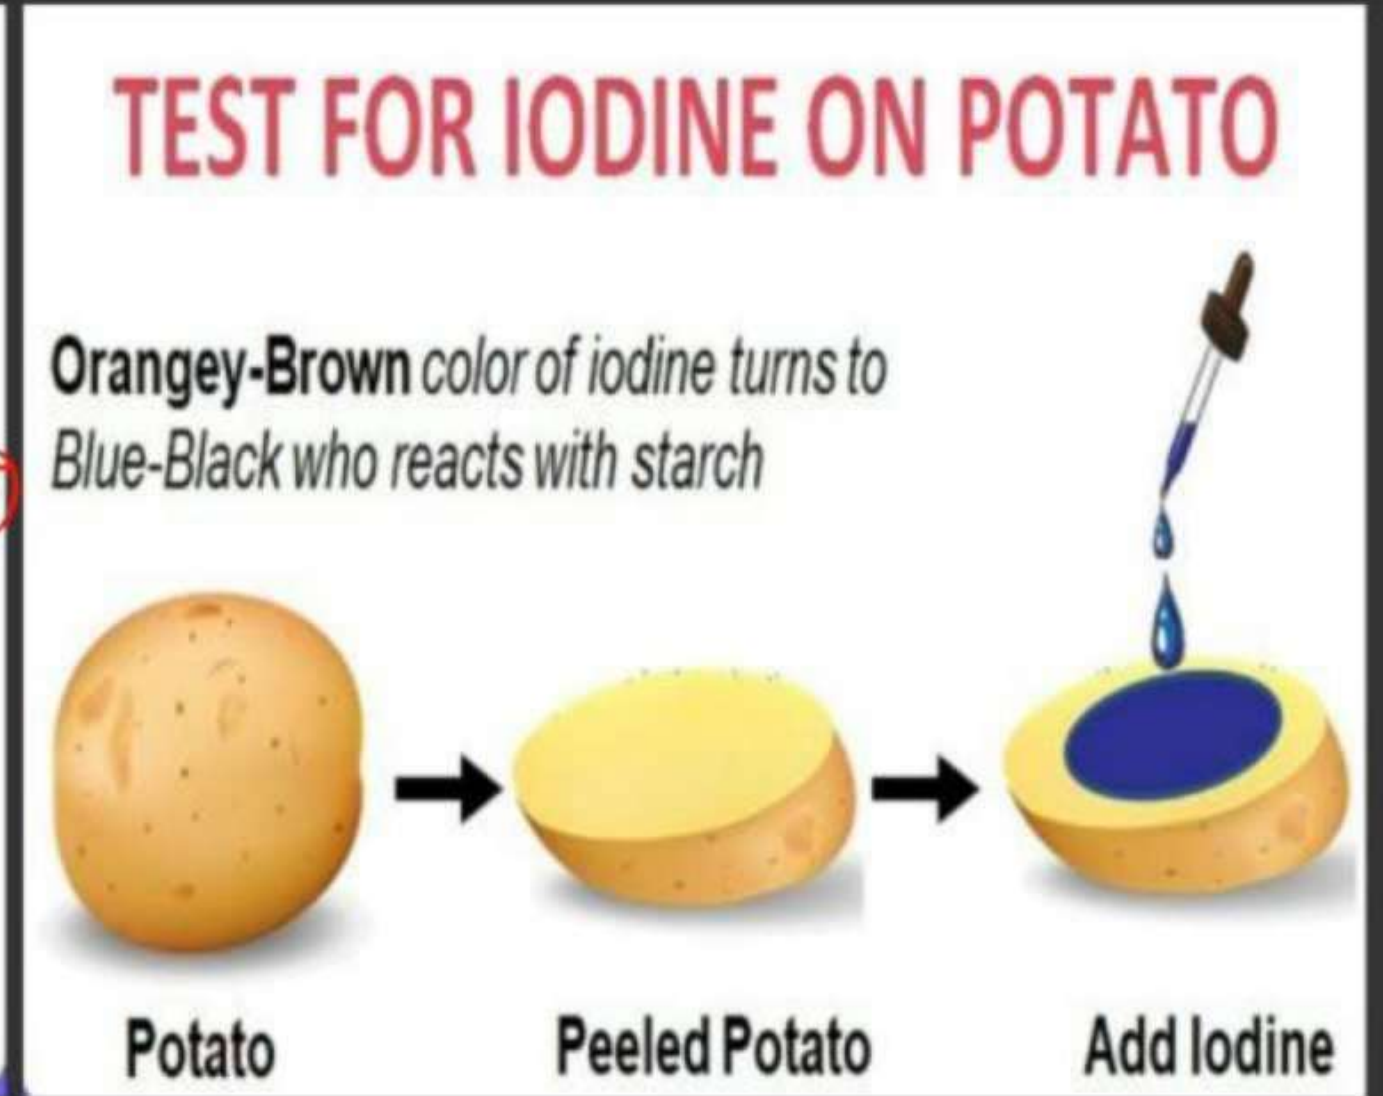 TEST FOR IODINE ON POTATO
Orangey-Brown color of iodine turns to
Blue-Black who reacts with starch
Potato
Peeled Potato
Add Iodine